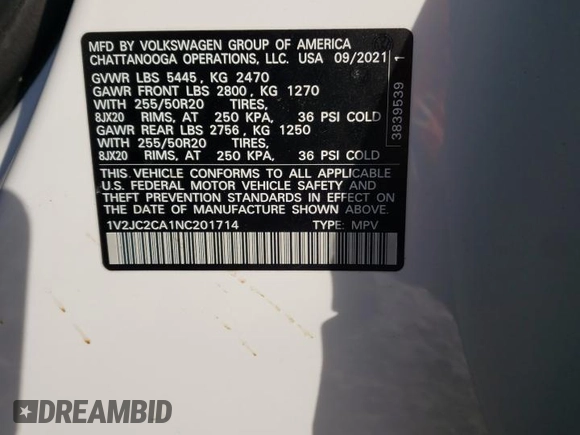 MFD BY VOLKSWAGEN GROUP OF AMERICA
CHATTANOOGA OPERATIONS, LLC. USA 09/2021
GVWR LBS 5445, KG 2470
GAWR FRONT LBS 2800, KG 1270
WITH 255/50R20 TIRES,
8JX20 RIMS, AT 250 KPA, 36 PSI COLD
GAWR REAR LBS 2756, KG 1250
WITH 255/50R20 TIRES,
8JX20 RIMS, AT 250 KPA, 36 PSI COLD
THIS VEHICLE CONFORMS TO ALL APPLICABLE
U.S. FEDERAL MOTOR VEHICLE SAFETY AND
THEFT PREVENTION STANDARDS IN EFFECT ON
THE DATE OF MANUFACTURE SHOWN ABOVE.
1V2JC2CA1NC201714 TYPE: MPV
3839539 1
DREAMBID